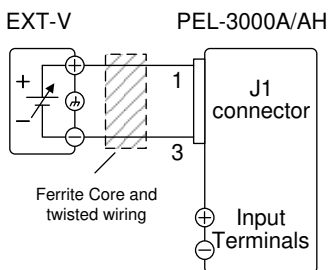 EXT-V PEL-3000A/AH
+
−
+
−
1
3
J1
connector
Ferrite Core and
twisted wiring
+
−
Input
Terminals